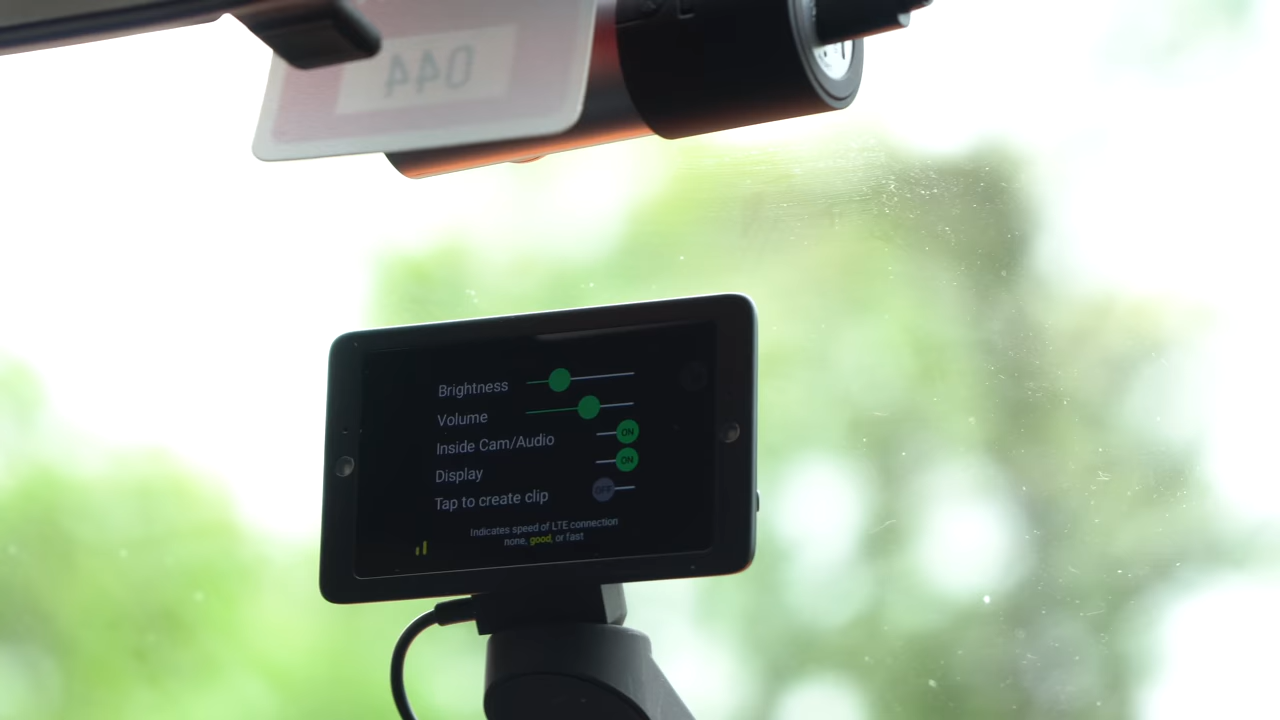 044
Brightness
Volume
Inside Cam/Audio
ON
Display
ON
Tap to create clip
OFF
Indicates speed of LTE connection
none, good, or fast